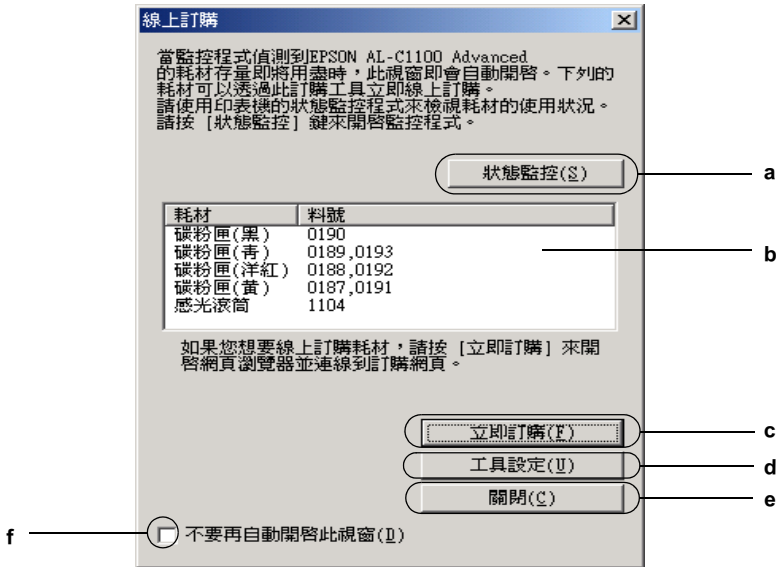 線上訂購
當監控程式偵測到EPSON AL-C1100 Advanced
的耗材存量即將用盡時，此視窗即會自動開啓。下列的
耗材可以透過此訂購工具立即線上訂購。
請使用印表機的狀態監控程式來檢視耗材的使用狀況。
請按 [狀態監控] 鍵來開啓監控程式。
狀態監控(S)
a
耗材 料號
碳粉匣(黑) 0190
碳粉匣(青) 0189,0193
b
碳粉匣(洋紅) 0188,0192
碳粉匣(黃) 0187,0191
感光滾筒 1104
如果您想要線上訂購耗材，請按 [立即訂購] 來開
啓網頁瀏覽器並連線到訂購網頁。
立即訂購(F)
c
工具設定(U)
d
關閉(C)
e
f
不要再自動開啓此視窗(D)